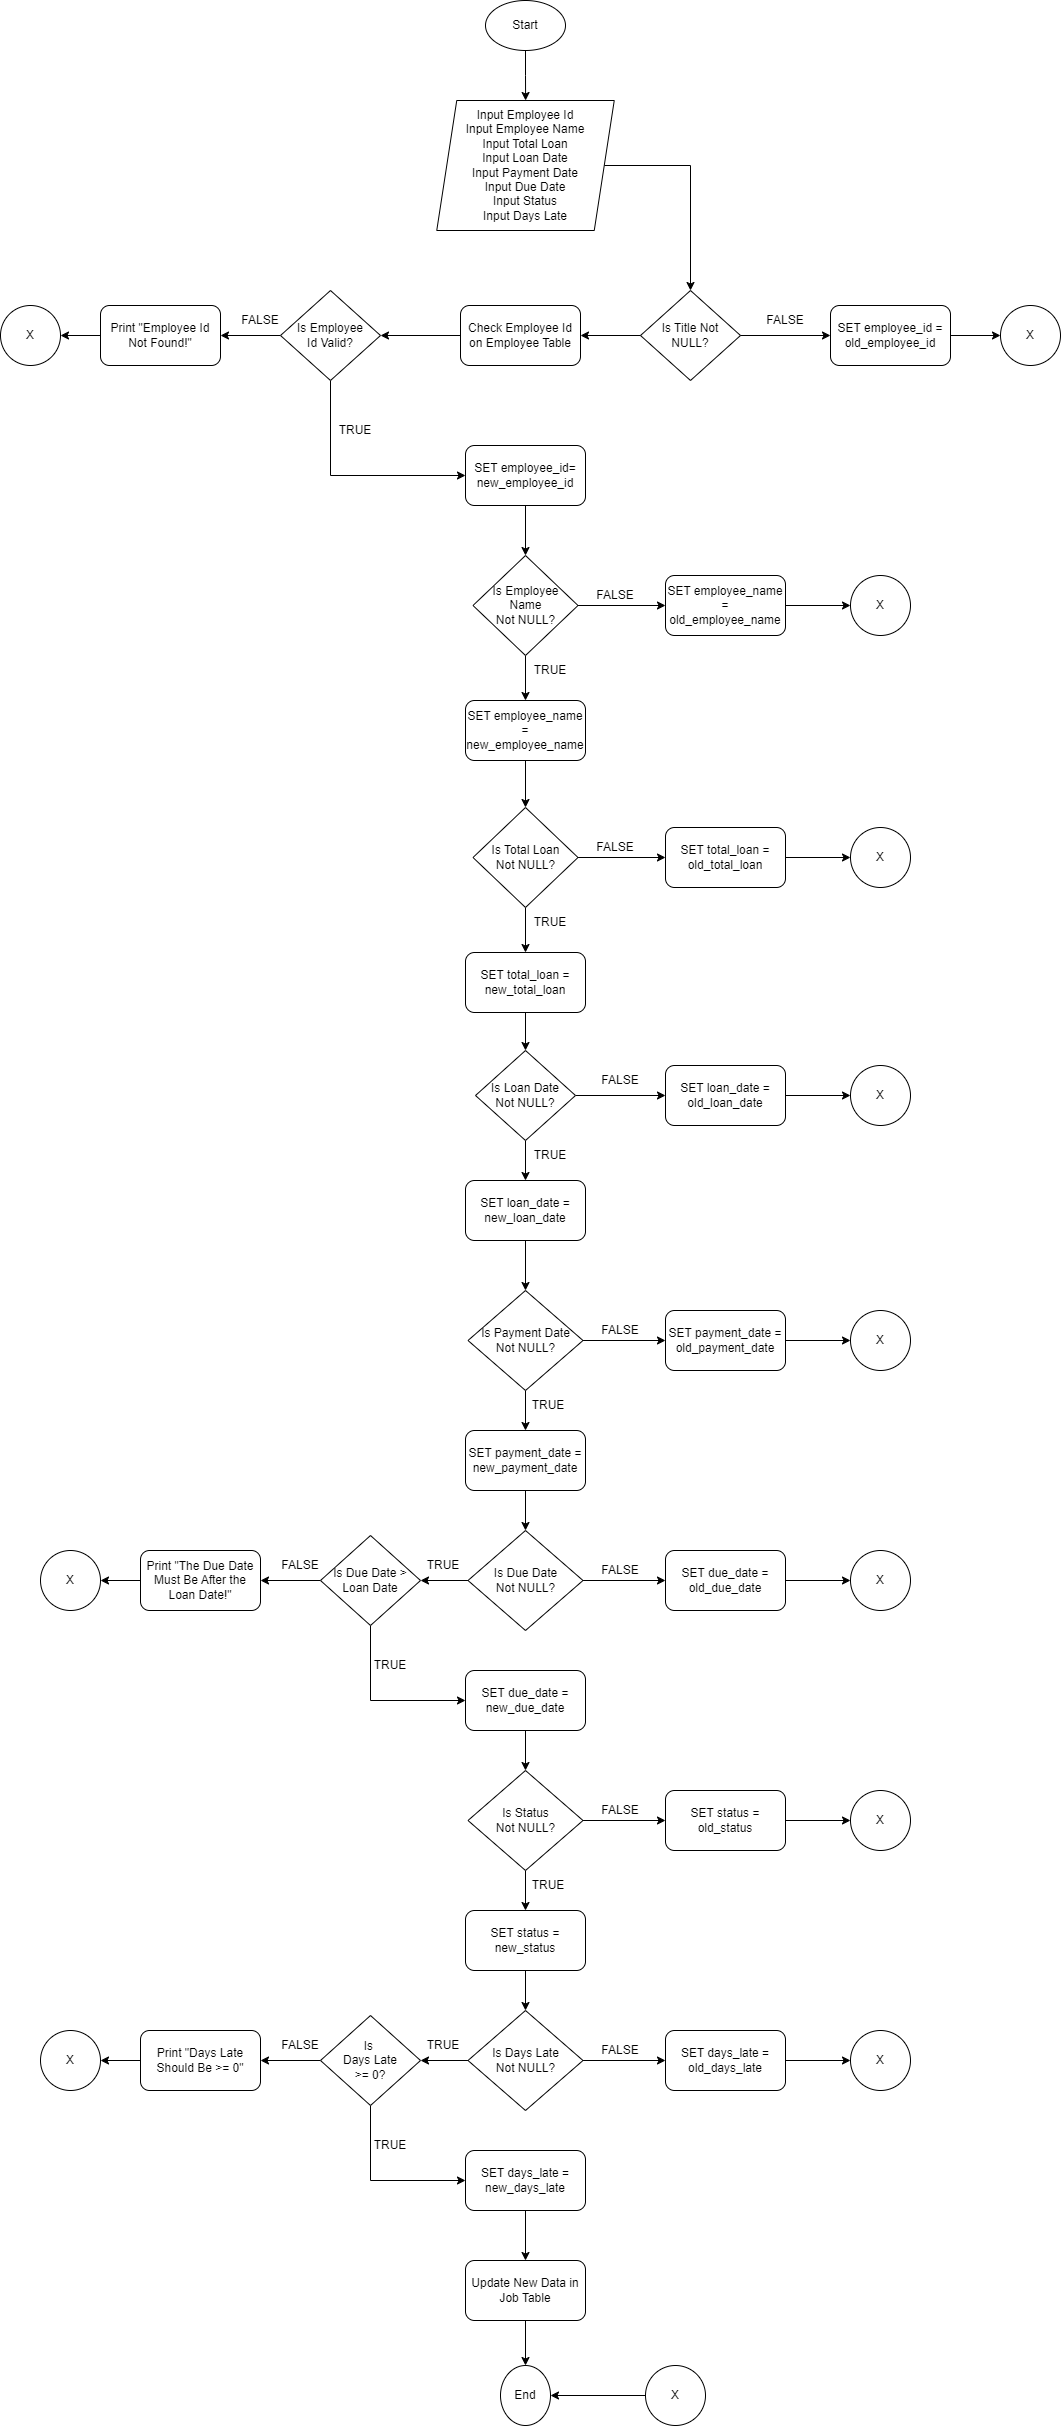 Start
Input Employee Id
Input Employee Name
Input Total Loan
Input Loan Date
Input Payment Date
Input Due Date
Input Status
Input Days Late
X
Print "Employee Id
Not Found!"
FALSE
Is Employee
Id Valid?
Check Employee Id
on Employee Table
Is Title Not
NULL?
FALSE
SET employee_id =
old_employee_id
X
TRUE
SET employee_id=
new_employee_id
Is Employee
Name
Not NULL?
FALSE
SET employee_name
=
old_employee_name
X
TRUE
SET employee_name
=
new_employee_name
Is Total Loan
Not NULL?
FALSE
SET total_loan =
old_total_loan
X
TRUE
SET total_loan =
new_total_loan
Is Loan Date
Not NULL?
FALSE
SET loan_date =
old_loan_date
X
TRUE
SET loan_date =
new_loan_date
Is Payment Date
Not NULL?
FALSE
SET payment_date =
old_payment_date
X
TRUE
SET payment_date =
new_payment_date
X
Print "The Due Date
Must Be After the
Loan Date!"
FALSE
Is Due Date >
Loan Date
TRUE
Is Due Date
Not NULL?
FALSE
SET due_date =
old_due_date
X
TRUE
SET due_date =
new_due_date
Is Status
Not NULL?
FALSE
SET status =
old_status
X
TRUE
SET status =
new_status
X
Print "Days Late
Should Be >= 0"
FALSE
Is
Days Late
>= 0?
TRUE
Is Days Late
Not NULL?
FALSE
SET days_late =
old_days_late
X
TRUE
SET days_late =
new_days_late
Update New Data in
Job Table
End
X